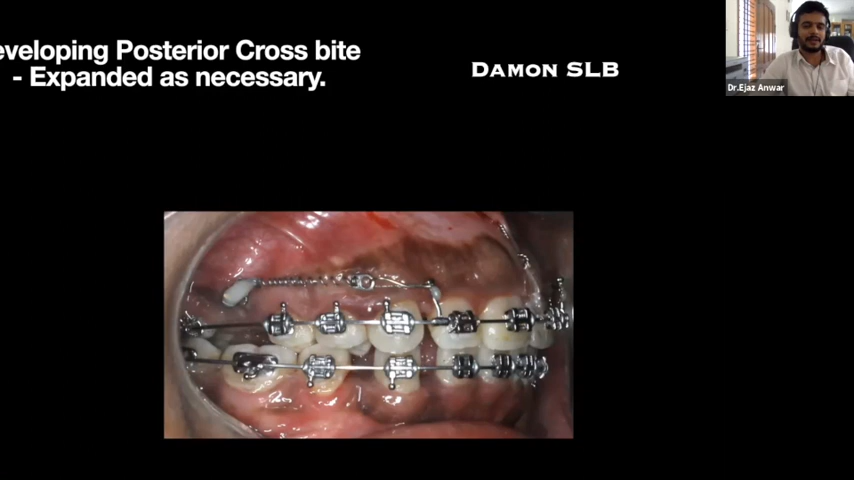 eveloping Posterior Cross bite
- Expanded as necessary.
DAMON SLB
Dr.Ejaz Anwar